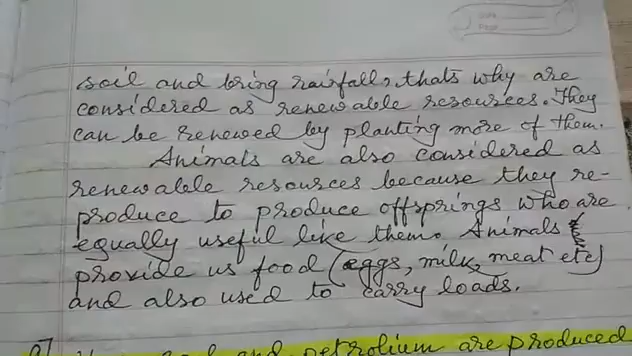 soil and bring rainfall, thats why are
considered as renewable resources. They
can be renewed by planting more of them.
Animals are also considered as
renewable resources because they re-
produce to produce offsprings who are
equally useful like them. Animals
provide us food (eggs, milk, meat etc)
and also used to carry loads.
and petrolium are produced